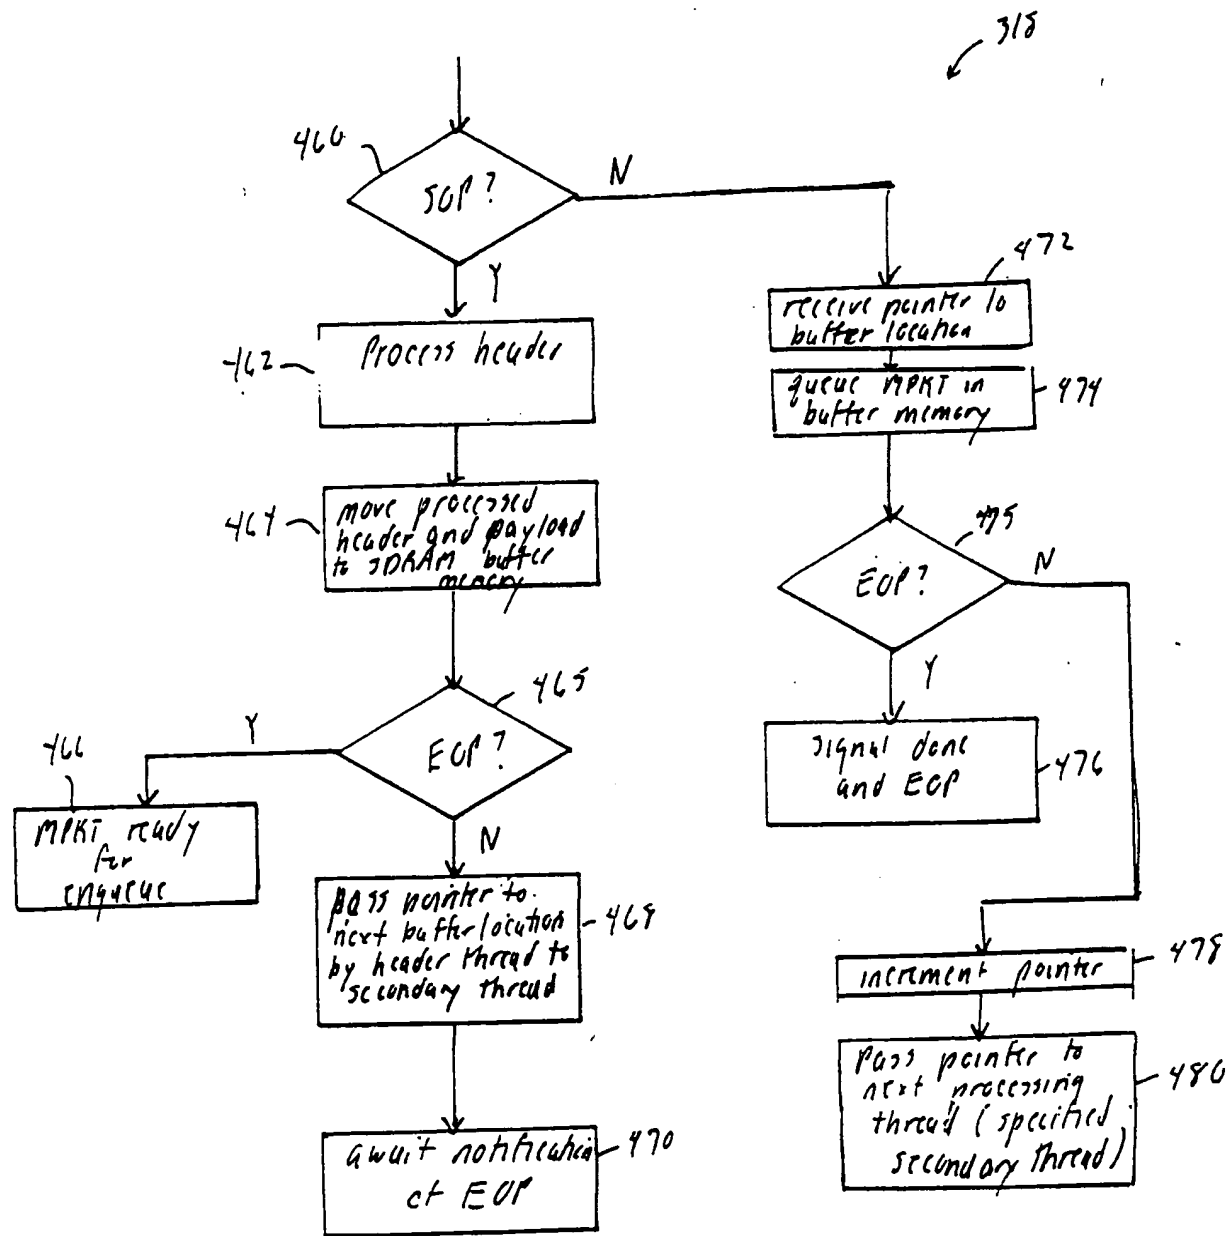 318
460
SOP?
N
Y
472
receive pointer to
buffer location
462
Process header
queue MPKT in
buffer memory
474
464
move processed
header and payload
to SDRAM buffer
memory
475
EOP?
N
Y
465
EOP?
Y
N
466
MPKT ready
for
enqueue
signal done
and EOP
476
pass pointer to
next buffer location
by header thread to
secondary thread
468
increment pointer
478
Pass pointer to
next processing
thread (specified
secondary thread)
480
await notification
of EOP
470